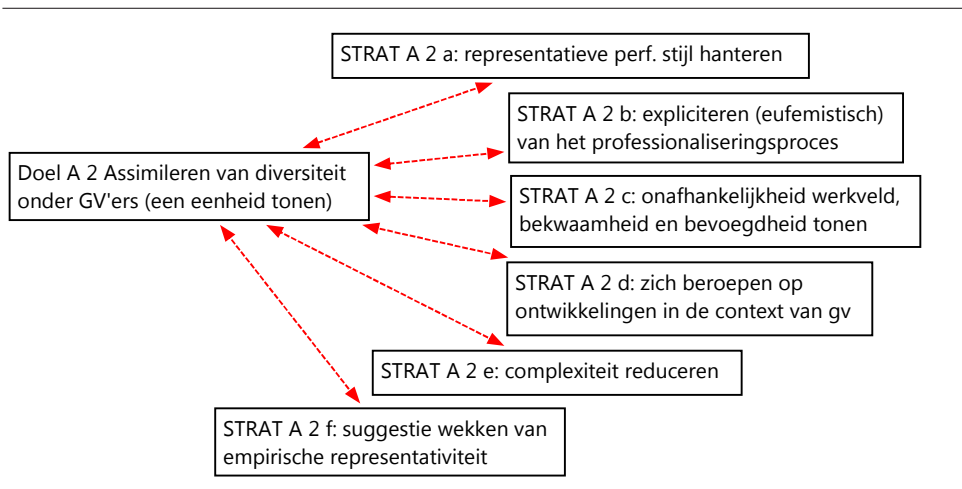 STRAT A 2 a: representatieve perf. stijl hanteren
STRAT A 2 b: expliciteren (eufemistisch)
van het professionaliseringsproces
Doel A 2 Assimileren van diversiteit
onder GV'ers (een eenheid tonen)
STRAT A 2 c: onafhankelijkheid werkveld,
bekwaamheid en bevoegdheid tonen
STRAT A 2 d: zich beroepen op
ontwikkelingen in de context van gv
STRAT A 2 e: complexiteit reduceren
STRAT A 2 f: suggestie wekken van
empirische representativiteit